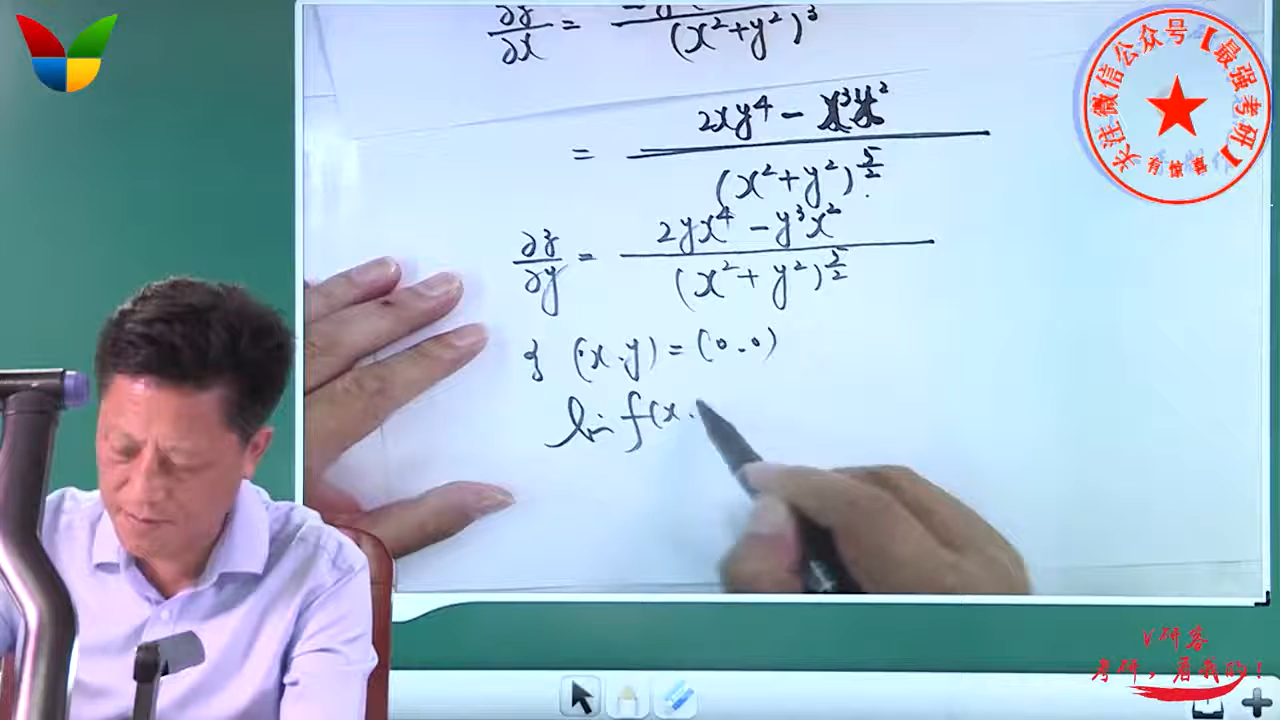 ∂z/∂x = (x²+y²)³
= 2xy⁴ - x³y² / (x²+y²)^(5/2)
∂z/∂y = 2yx⁴ - y³x² / (x²+y²)^(5/2)
(x.y) = (0.0)
lim f(x.
关注微信公众号【最强考研】
有惊喜
V研客
考研，看我的！